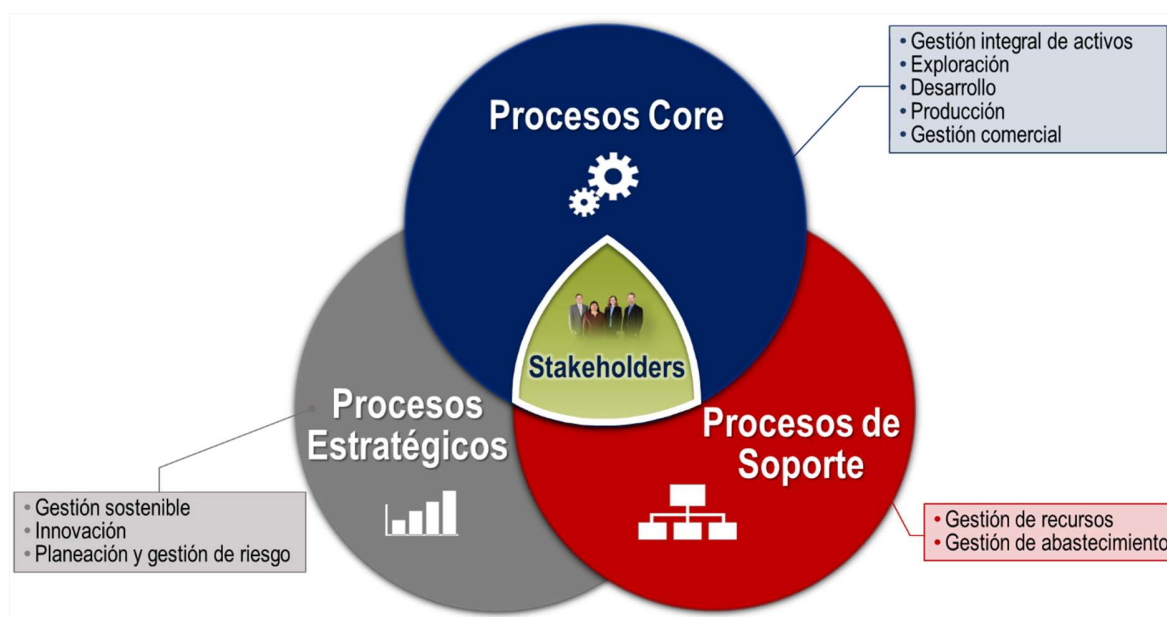 Procesos Core
• Gestión integral de activos
• Exploración
• Desarrollo
• Producción
• Gestión comercial
Stakeholders
Procesos
Estratégicos
Procesos de
Soporte
• Gestión sostenible
• Innovación
• Planeación y gestión de riesgo
• Gestión de recursos
• Gestión de abastecimiento